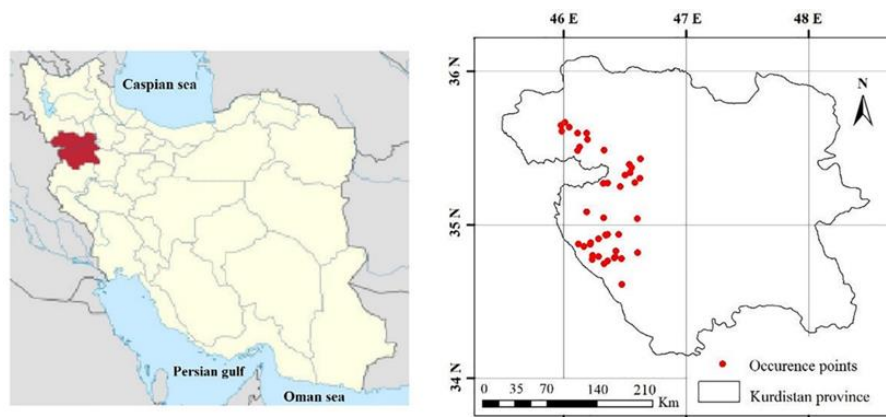 Caspian sea
Persian gulf
Oman sea
46 E
47 E
48 E
36 N
35 N
34 N
N
Occurence points
Kurdistan province
0 15 35 70 140 210
Km